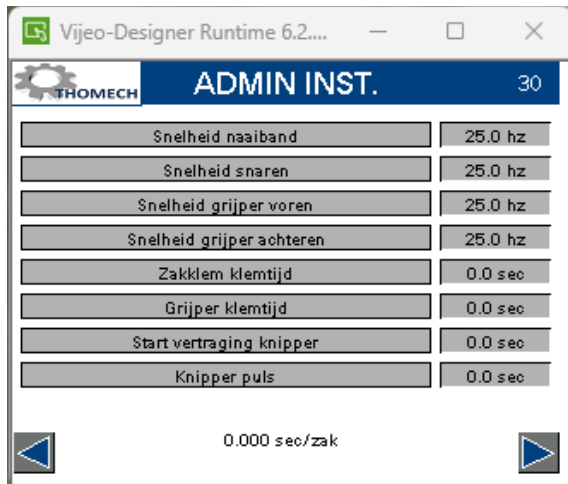 Vijeo-Designer Runtime 6.2....
THOMECH ADMIN INST. 30
Snelheid naaiband 25.0 hz
Snelheid snaren 25.0 hz
Snelheid grijper voren 25.0 hz
Snelheid grijper achteren 25.0 hz
Zakklem klemtijd 0.0 sec
Grijper klemtijd 0.0 sec
Start vertraging knipper 0.0 sec
Knipper puls 0.0 sec
0.000 sec/zak